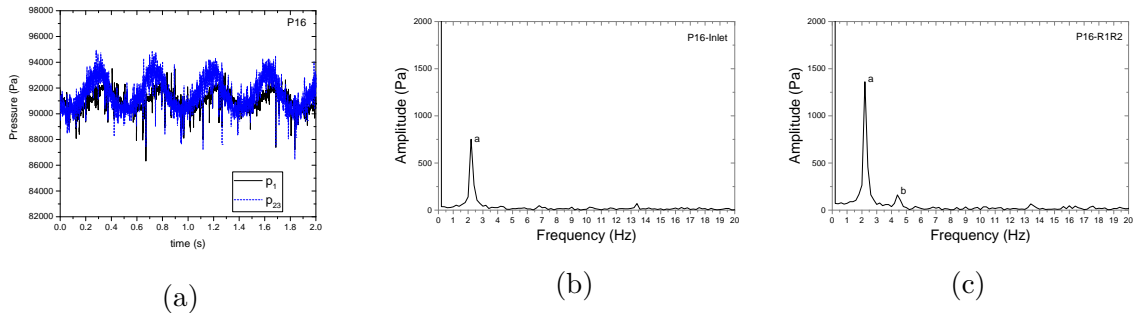 P16
98000
96000
94000
92000
90000
88000
86000
84000
82000
Pressure (Pa)
p1
p23
0.0 0.2 0.4 0.6 0.8 1.0 1.2 1.4 1.6 1.8 2.0
time (s)
(a)
P16-Inlet
2000
1500
1000
500
0
Amplitude (Pa)
a
0 1 2 3 4 5 6 7 8 9 10 11 12 13 14 15 16 17 18 19 20
Frequency (Hz)
(b)
P16-R1R2
2000
1500
1000
500
0
Amplitude (Pa)
a
b
0 1 2 3 4 5 6 7 8 9 10 11 12 13 14 15 16 17 18 19 20
Frequency (Hz)
(c)